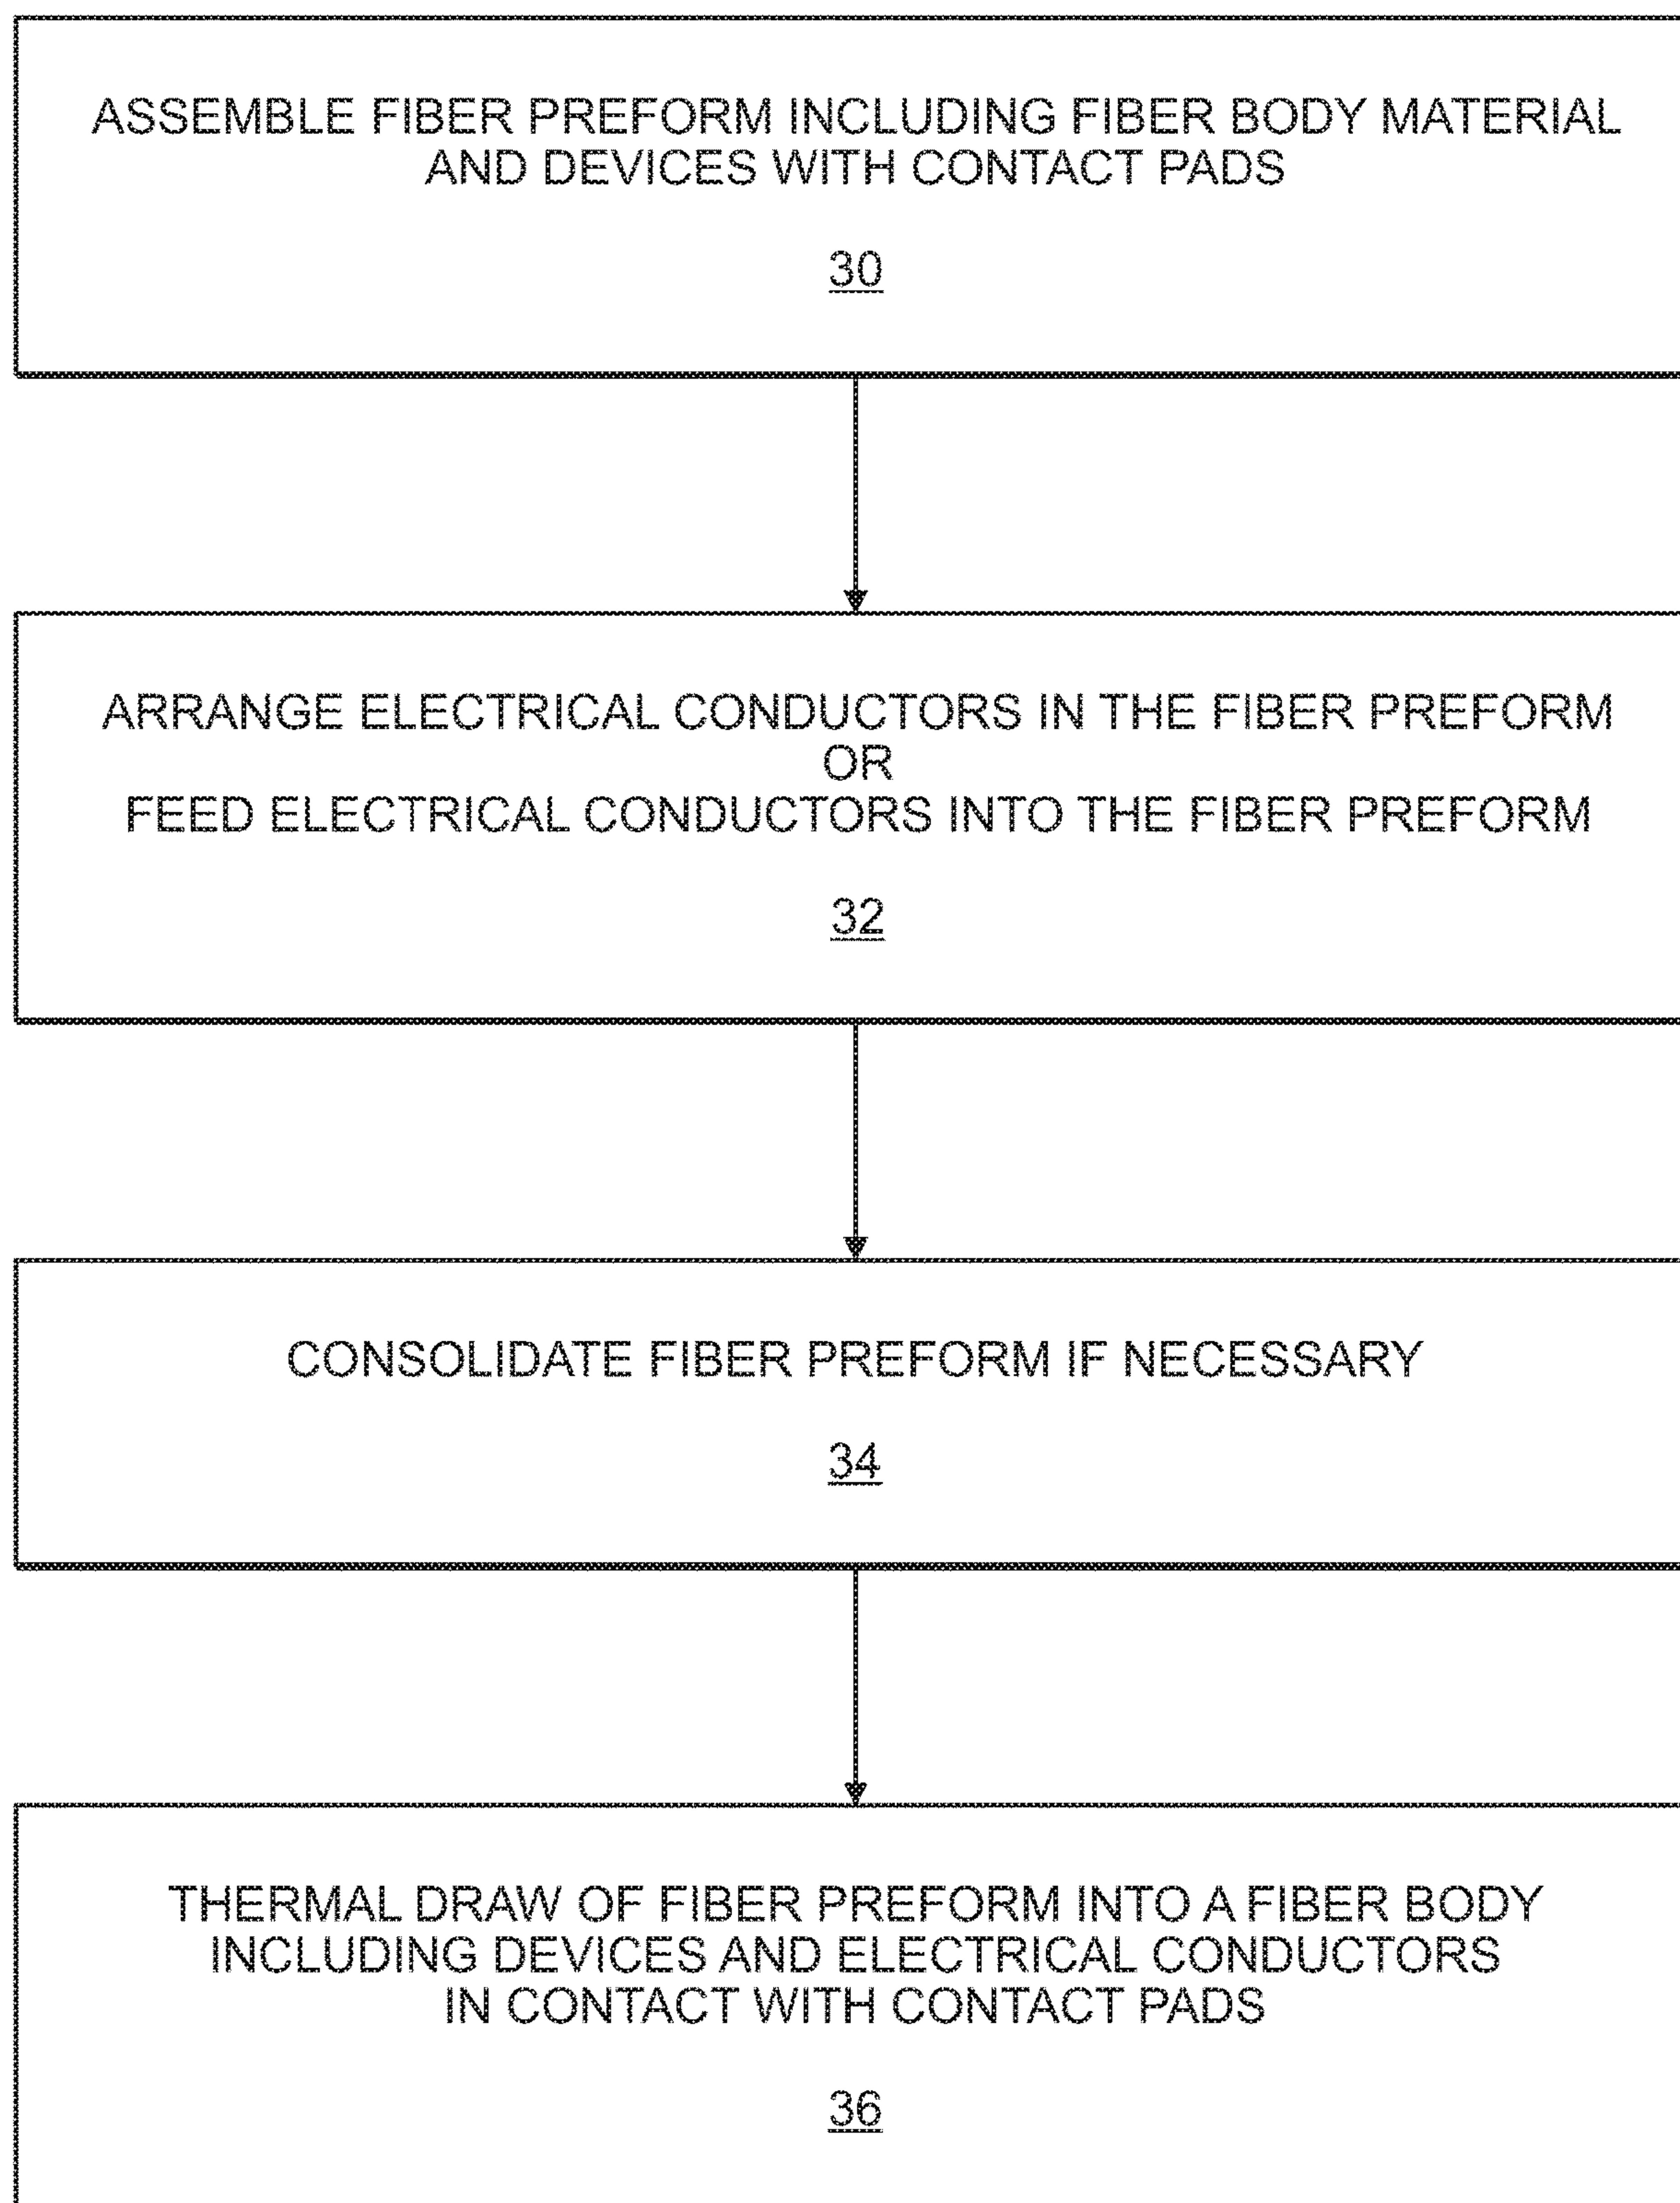 ASSEMBLE FIBER PREFORM INCLUDING FIBER BODY MATERIAL
AND DEVICES WITH CONTACT PADS
30
ARRANGE ELECTRICAL CONDUCTORS IN THE FIBER PREFORM
OR
FEED ELECTRICAL CONDUCTORS INTO THE FIBER PREFORM
32
CONSOLIDATE FIBER PREFORM IF NECESSARY
34
THERMAL DRAW OF FIBER PREFORM INTO A FIBER BODY
INCLUDING DEVICES AND ELECTRICAL CONDUCTORS
IN CONTACT WITH CONTACT PADS
36